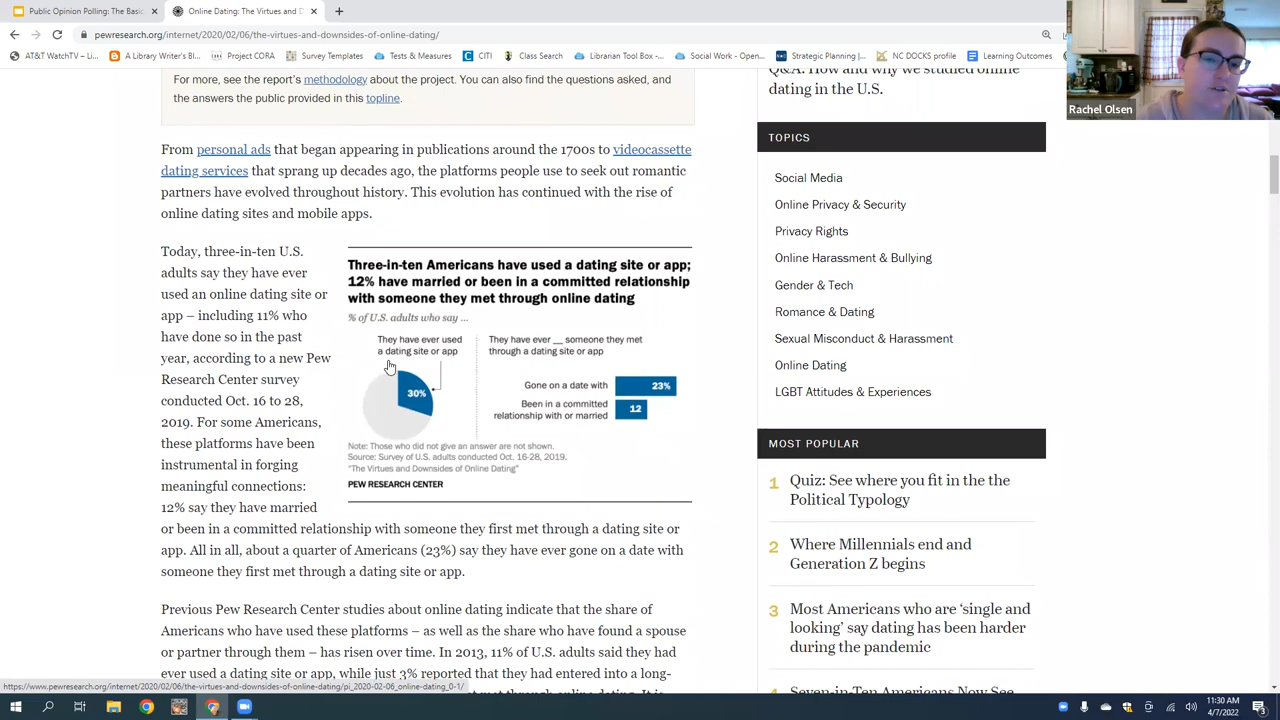 Public Opinion Polling: The Basi
Online Dating: The Virtues and D
pewresearch.org/internet/2020/02/06/the-virtues-and-downsides-of-online-dating/
AT&T WatchTV – Li...
A Library Writer's Bl...
Project COBA
Survey Templates
Tests & Measures
CITI
Class Search
Librarian Tool Box -...
Social Work - Open...
Strategic Planning |...
NC DOCKS profile
Learning Outcomes
Rachel Olsen
For more, see the report's methodology about the project. You can also find the questions asked, and
the answers the public provided in this topline.
From personal ads that began appearing in publications around the 1700s to videocassette
dating services that sprang up decades ago, the platforms people use to seek out romantic
partners have evolved throughout history. This evolution has continued with the rise of
online dating sites and mobile apps.
Today, three-in-ten U.S.
adults say they have ever
used an online dating site or
app – including 11% who
have done so in the past
year, according to a new Pew
Research Center survey
conducted Oct. 16 to 28,
2019. For some Americans,
these platforms have been
instrumental in forging
meaningful connections:
12% say they have married
or been in a committed relationship with someone they first met through a dating site or
app. All in all, about a quarter of Americans (23%) say they have ever gone on a date with
someone they first met through a dating site or app.
Three-in-ten Americans have used a dating site or app;
12% have married or been in a committed relationship
with someone they met through online dating
% of U.S. adults who say ...
They have ever used
a dating site or app
30%
They have ever __ someone they met
through a dating site or app
Gone on a date with
23%
Been in a committed
relationship with or married
12
Note: Those who did not give an answer are not shown.
Source: Survey of U.S. adults conducted Oct. 16-28, 2019.
"The Virtues and Downsides of Online Dating"
PEW RESEARCH CENTER
Previous Pew Research Center studies about online dating indicate that the share of
Americans who have used these platforms – as well as the share who have found a spouse
or partner through them – has risen over time. In 2013, 11% of U.S. adults said they had
ever used a dating site or app, while just 3% reported that they had entered into a long-
Q&A: How and why we studied online
dating in the U.S.
TOPICS
Social Media
Online Privacy & Security
Privacy Rights
Online Harassment & Bullying
Gender & Tech
Romance & Dating
Sexual Misconduct & Harassment
Online Dating
LGBT Attitudes & Experiences
MOST POPULAR
1 Quiz: See where you fit in the the
Political Typology
2 Where Millennials end and
Generation Z begins
3 Most Americans who are 'single and
looking' say dating has been harder
during the pandemic
Seven-in-Ten Americans Now See
https://www.pewresearch.org/internet/2020/02/06/the-virtues-and-downsides-of-online-dating/pi_2020-02-06_online-dating_0-1/
11:30 AM
4/7/2022
3